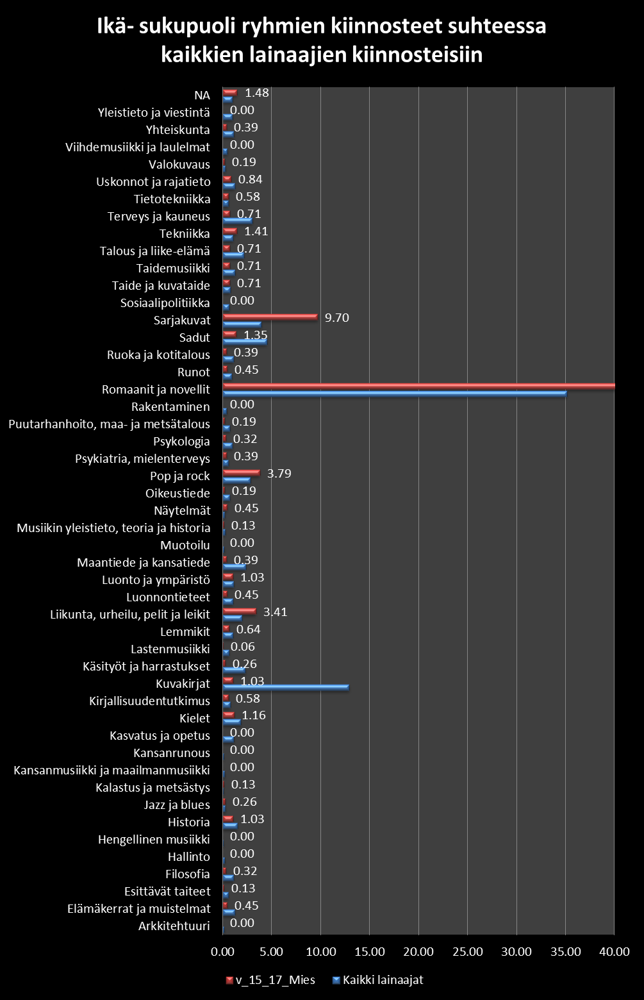 Ikä- sukupuoli ryhmien kiinnosteet suhteessa
kaikkien lainaajien kiinnosteisiin
NA 1.48
Yleistieto ja viestintä 0.00
Yhteiskunta 0.39
Viihdemusiikki ja laulelmat 0.00
Valokuvaus 0.19
Uskonnot ja rajatieto 0.84
Tietotekniikka 0.58
Terveys ja kauneus 0.71
Tekniikka 1.41
Talous ja liike-elämä 0.71
Taidemusiikki 0.71
Taide ja kuvataide 0.71
Sosiaalipolitiikka 0.00
Sarjakuvat 9.70
Sadut 1.35
Ruoka ja kotitalous 0.39
Runot 0.45
Romaanit ja novellit
Rakentaminen 0.00
Puutarhanhoito, maa- ja metsätalous 0.19
Psykologia 0.32
Psykiatria, mielenterveys 0.39
Pop ja rock 3.79
Oikeustiede 0.19
Näytelmät 0.45
Musiikin yleistieto, teoria ja historia 0.13
Muotoilu 0.00
Maantiede ja kansatiede 0.39
Luonto ja ympäristö 1.03
Luonnontieteet 0.45
Liikunta, urheilu, pelit ja leikit 3.41
Lemmikit 0.64
Lastenmusiikki 0.06
Käsityöt ja harrastukset 0.26
Kuvakirjat 1.03
Kirjallisuudentutkimus 0.58
Kielet 1.16
Kasvatus ja opetus 0.00
Kansanrunous 0.00
Kansanmusiikki ja maailmanmusiikki 0.00
Kalastus ja metsästys 0.13
Jazz ja blues 0.26
Historia 1.03
Hengellinen musiikki 0.00
Hallinto 0.00
Filosofia 0.32
Esittävät taiteet 0.13
Elämäkerrat ja muistelmat 0.45
Arkkitehtuuri 0.00
0.00 5.00 10.00 15.00 20.00 25.00 30.00 35.00 40.00
v_15_17_Mies Kaikki lainaajat